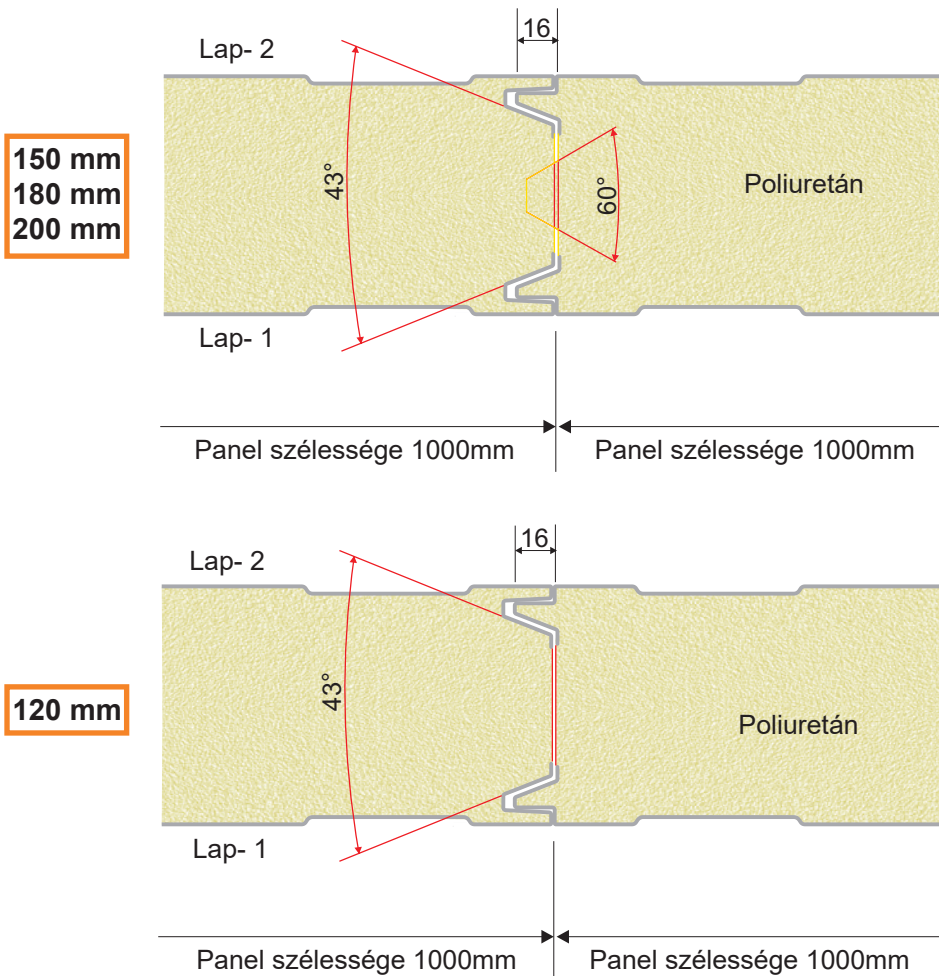 16
Lap- 2
150 mm
180 mm
200 mm
43°
60°
Poliuretán
Lap- 1
Panel szélessége 1000mm
Panel szélessége 1000mm
16
Lap- 2
120 mm
43°
Poliuretán
Lap- 1
Panel szélessége 1000mm
Panel szélessége 1000mm